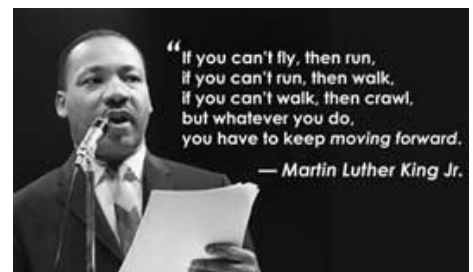 “If you can't fly, then run,
if you can't run, then walk,
if you can't walk, then crawl,
but whatever you do,
you have to keep moving forward.
— Martin Luther King Jr.